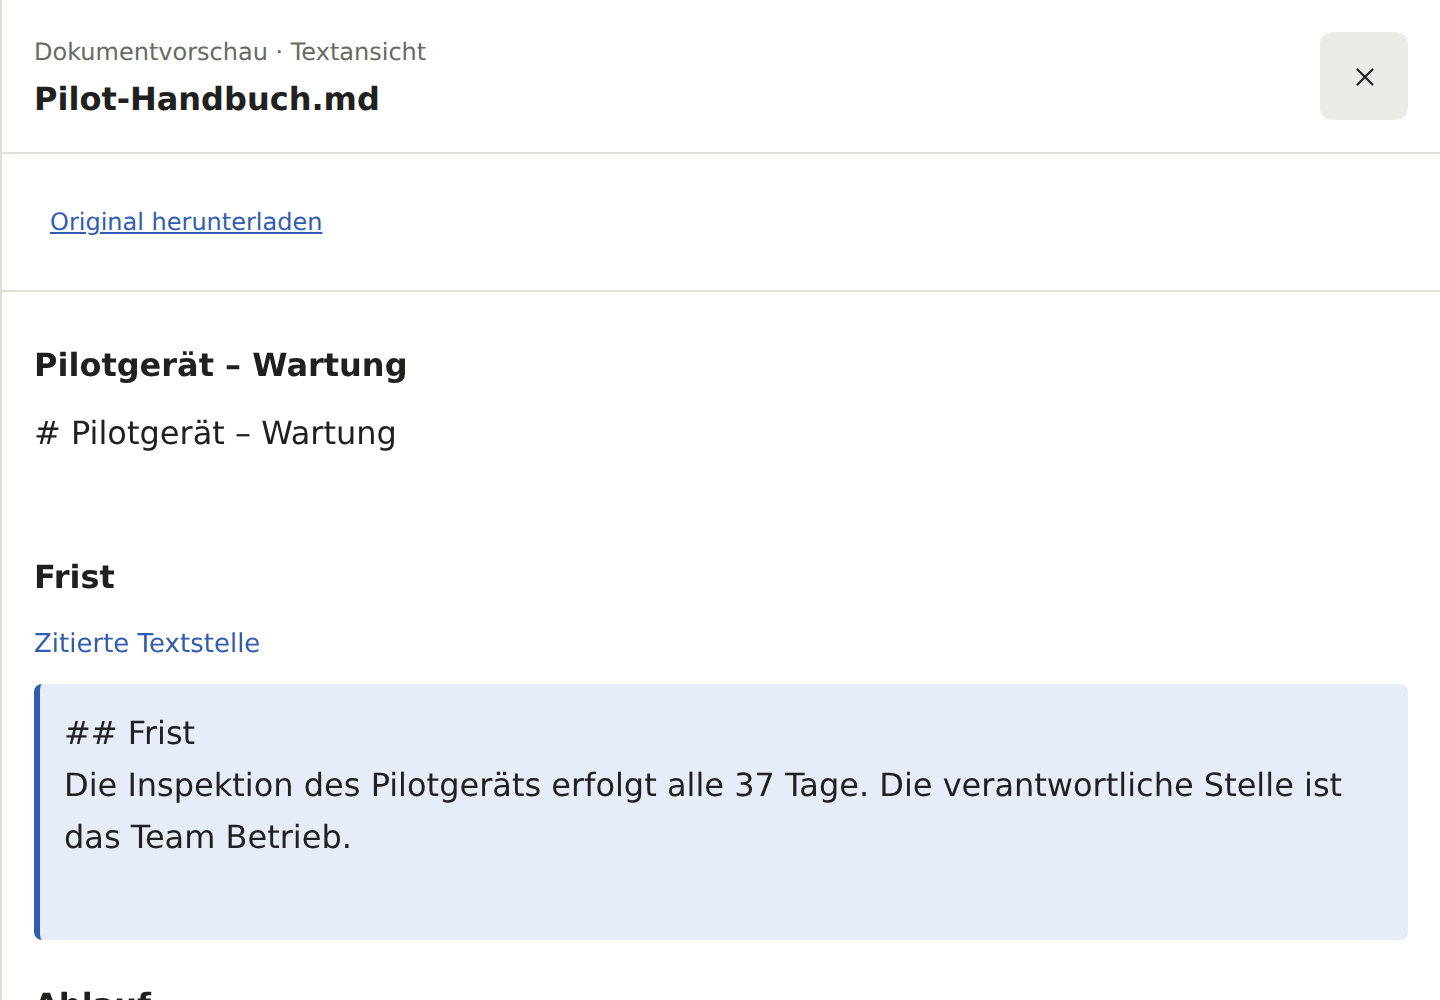 Dokumentvorschau · Textansicht
Pilot-Handbuch.md
×
Original herunterladen
Pilotgerät – Wartung
# Pilotgerät – Wartung
Frist
Zitierte Textstelle
## Frist
Die Inspektion des Pilotgeräts erfolgt alle 37 Tage. Die verantwortliche Stelle ist
das Team Betrieb.
Ablauf